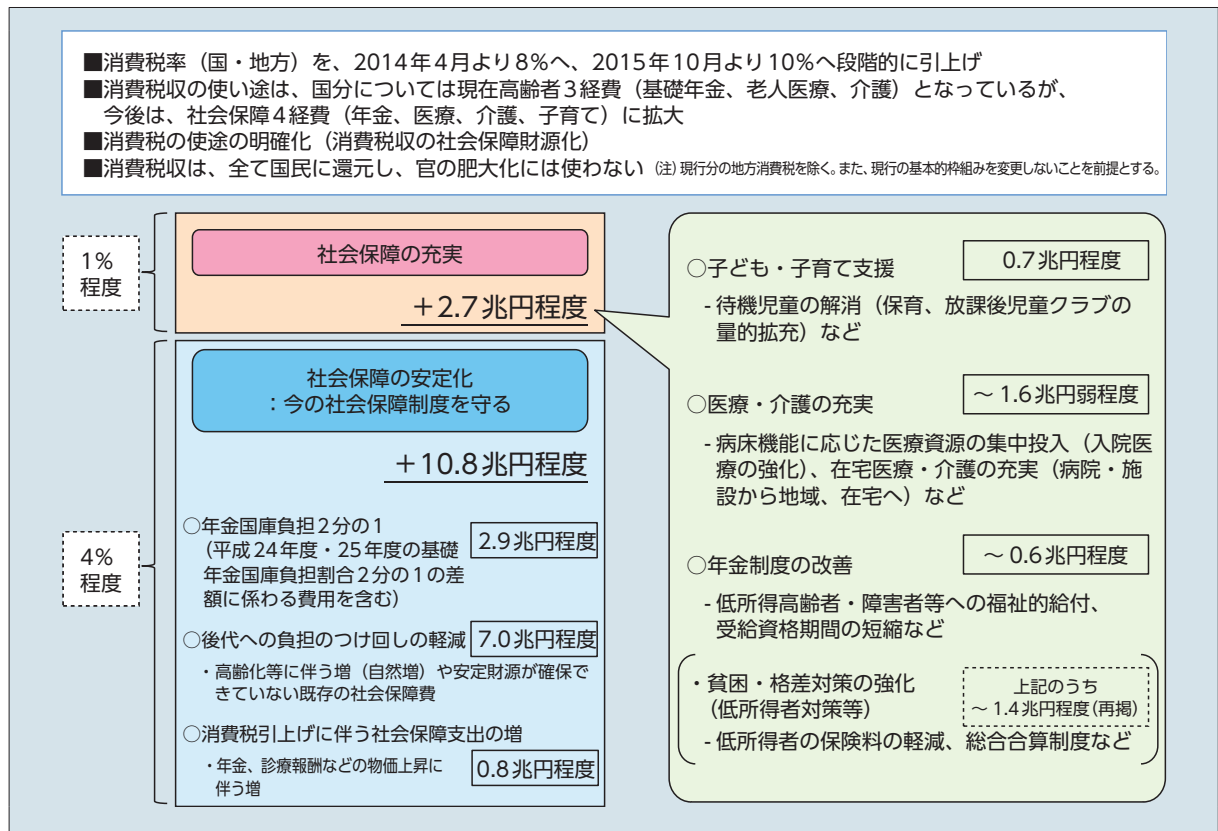 ■消費税率（国・地方）を、2014年4月より8％へ、2015年10月より10％へ段階的に引上げ
■消費税収の使い途は、国分については現在高齢者３経費（基礎年金、老人医療、介護）となっているが、
今後は、社会保障４経費（年金、医療、介護、子育て）に拡大
■消費税の使途の明確化（消費税収の社会保障財源化）
■消費税収は、全て国民に還元し、官の肥大化には使わない（注）現行分の地方消費税を除く。また、現行の基本的枠組みを変更しないことを前提とする。
1％
程度
社会保障の充実
＋2.7兆円程度
4％
程度
社会保障の安定化
：今の社会保障制度を守る
＋10.8兆円程度
○年金国庫負担２分の１
（平成24年度・25年度の基礎
年金国庫負担割合２分の１の差
額に係わる費用を含む）
2.9兆円程度
○後代への負担のつけ回しの軽減
7.0兆円程度
・高齢化等に伴う増（自然増）や安定財源が確保で
きていない既存の社会保障費
○消費税引上げに伴う社会保障支出の増
・年金、診療報酬などの物価上昇に
伴う増
0.8兆円程度
○子ども・子育て支援
0.7兆円程度
- 待機児童の解消（保育、放課後児童クラブの
量的拡充）など
○医療・介護の充実
～1.6兆円弱程度
- 病床機能に応じた医療資源の集中投入（入院医
療の強化）、在宅医療・介護の充実（病院・施
設から地域、在宅へ）など
○年金制度の改善
～0.6兆円程度
- 低所得高齢者・障害者等への福祉的給付、
受給資格期間の短縮など
・貧困・格差対策の強化
（低所得者対策等）
上記のうち
～1.4兆円程度（再掲）
- 低所得者の保険料の軽減、総合合算制度など